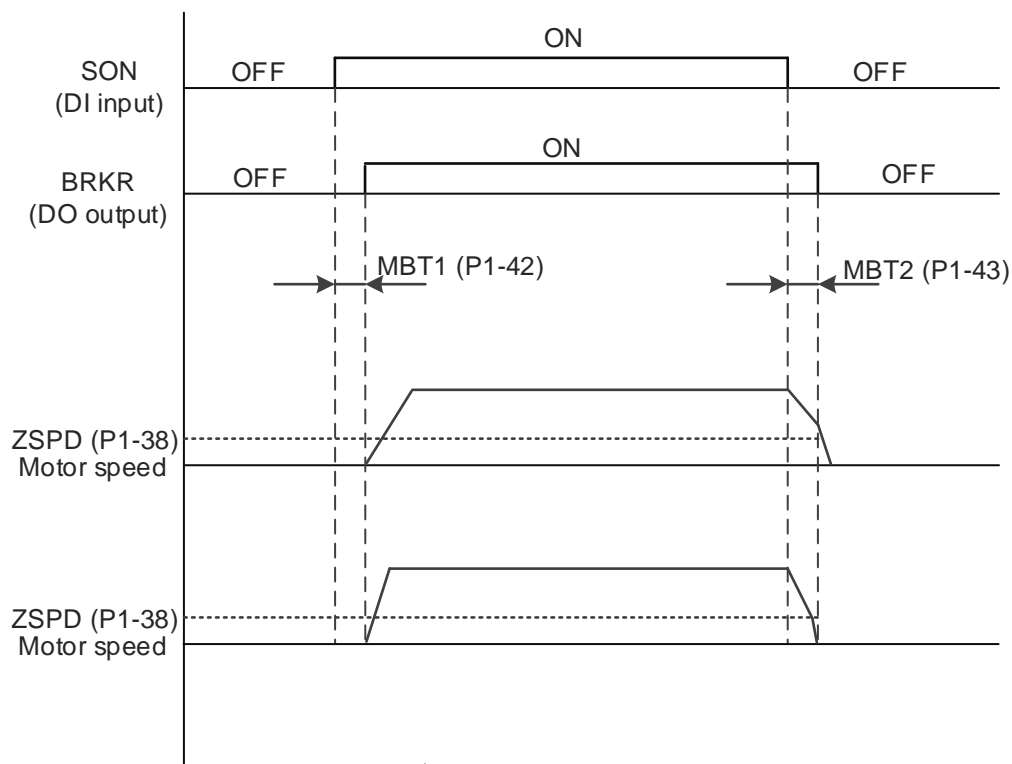 ON
SON
OFF
OFF
(DI input)
ON
BRKR
OFF
OFF
(DO output)
MBT1 (P1-42)
MBT2 (P1-43)
ZSPD (P1-38)
Motor speed
ZSPD (P1-38)
Motor speed